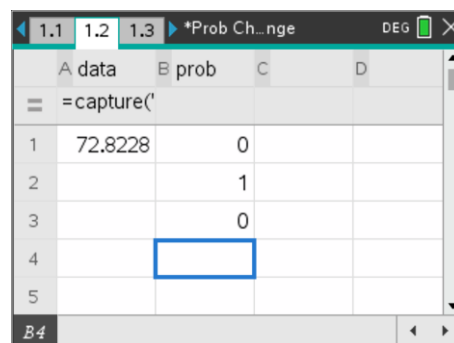 1.1 1.2 1.3 *Prob Ch...nge DEG
A data B prob C D
= =capture('
1 72.8228 0
2 1
3 0
4
5
B4